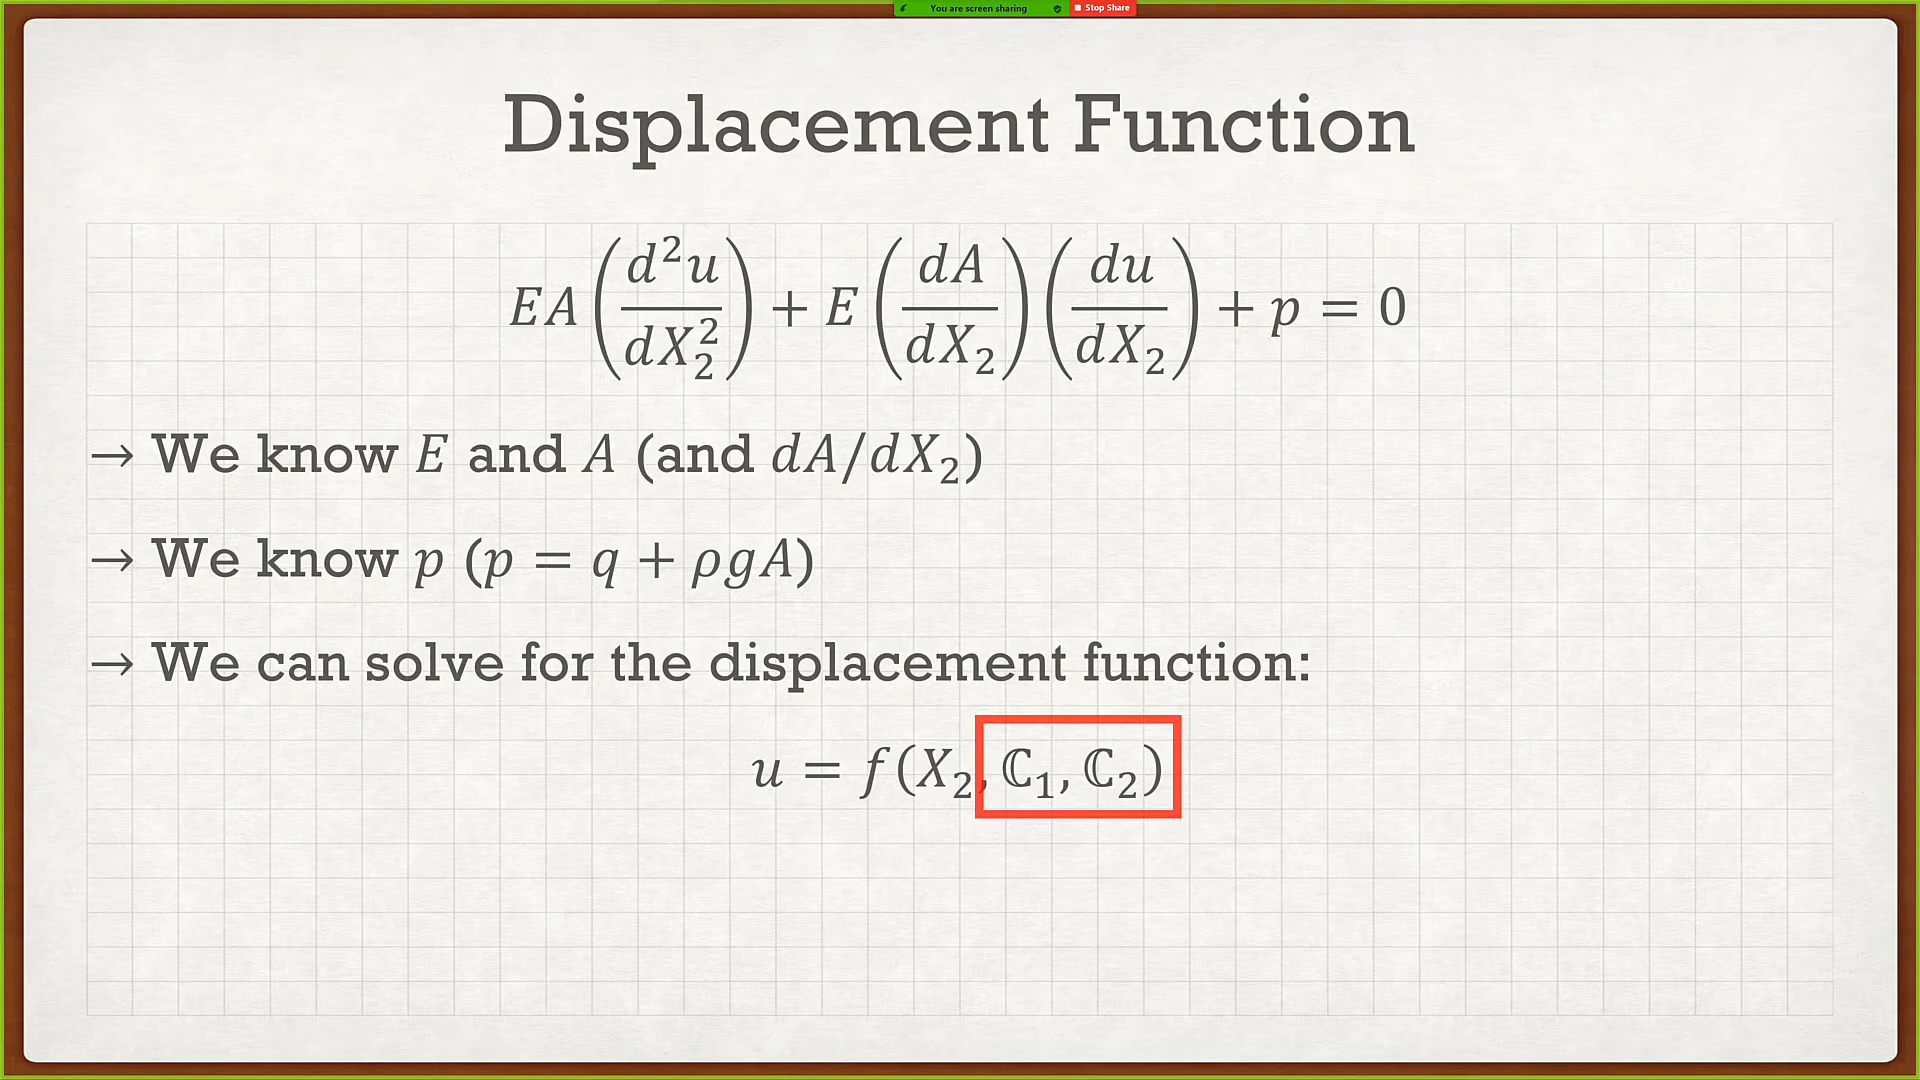 You are screen sharing Stop Share
Displacement Function
EA(d²u/dX₂²) + E(dA/dX₂)(du/dX₂) + p = 0
→ We know E and A (and dA/dX₂)
→ We know p (p = q + ρgA)
→ We can solve for the displacement function:
u = f(X₂, ℂ₁, ℂ₂)